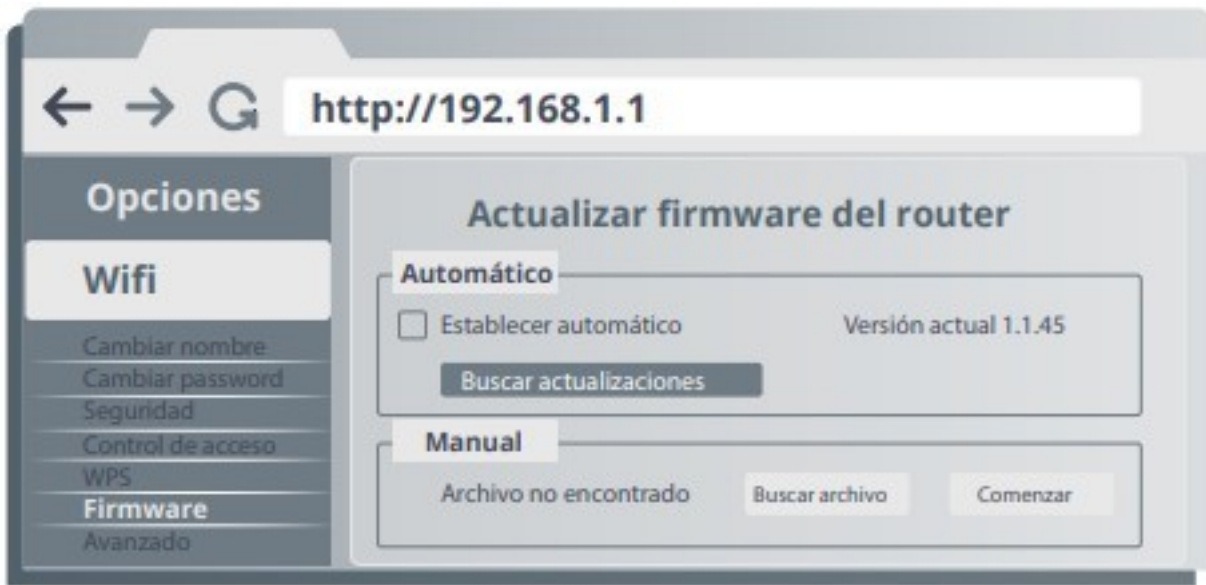 http://192.168.1.1
Opciones
Wifi
Cambiar nombre
Cambiar password
Seguridad
Control de acceso
WPS
Firmware
Avanzado
Actualizar firmware del router
Automático
Establecer automático
Versión actual 1.1.45
Buscar actualizaciones
Manual
Archivo no encontrado
Buscar archivo
Comenzar